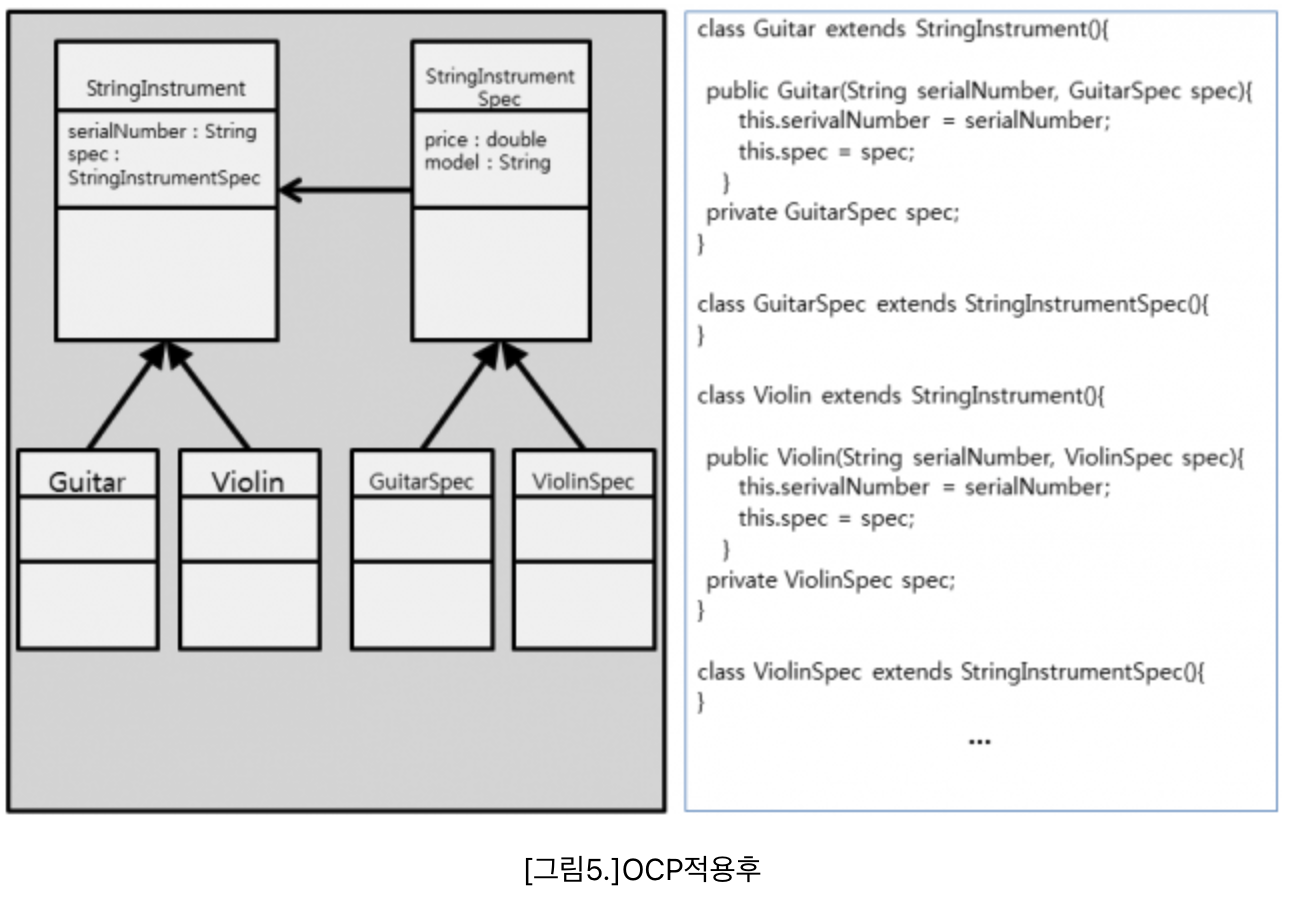 StringInstrument
serialNumber : String
spec :
StringInstrumentSpec
StringInstrument
Spec
price : double
model : String
Guitar
Violin
GuitarSpec
ViolinSpec
class Guitar extends StringInstrument(){
public Guitar(String serialNumber, GuitarSpec spec){
this.serivalNumber = serialNumber;
this.spec = spec;
}
private GuitarSpec spec;
}
class GuitarSpec extends StringInstrumentSpec(){
}
class Violin extends StringInstrument(){
public Violin(String serialNumber, ViolinSpec spec){
this.serivalNumber = serialNumber;
this.spec = spec;
}
private ViolinSpec spec;
}
class ViolinSpec extends StringInstrumentSpec(){
}
...
[그림5.]OCP적용후